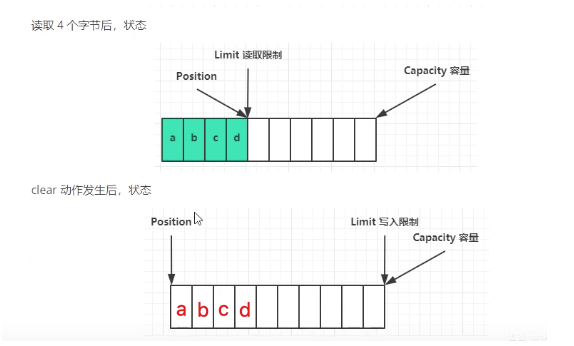 读取 4 个字节后，状态
Limit 读取限制
Position
Capacity 容量
a b c d
clear 动作发生后，状态
Position
Limit 写入限制
Capacity 容量
a b c d